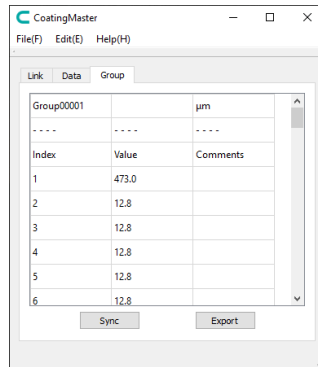 CoatingMaster
File(F) Edit(E) Help(H)
Link Data Group
Group00001 μm
- - - - - - - - - - - -
Index Value Comments
1 473.0
2 12.8
3 12.8
4 12.8
5 12.8
6 12.8
Sync Export